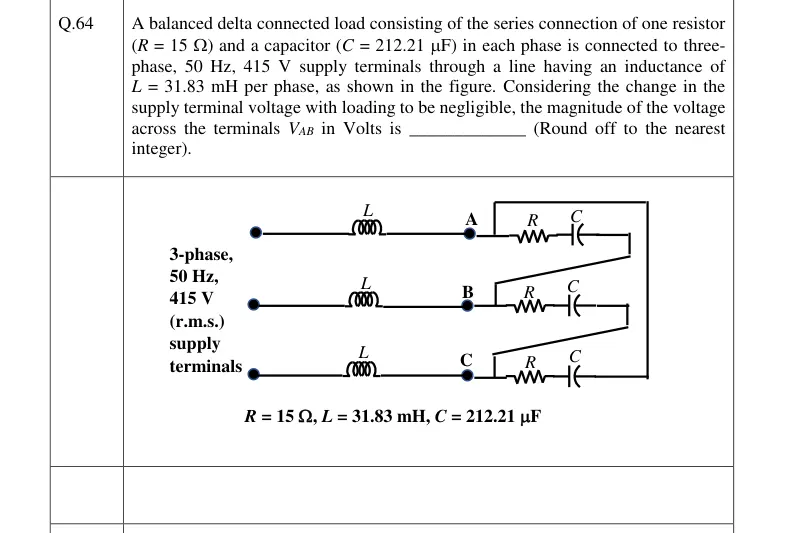 Q.64
A balanced delta connected load consisting of the series connection of one resistor
(R = 15 Ω) and a capacitor (C = 212.21 μF) in each phase is connected to three-
phase, 50 Hz, 415 V supply terminals through a line having an inductance of
L = 31.83 mH per phase, as shown in the figure. Considering the change in the
supply terminal voltage with loading to be negligible, the magnitude of the voltage
across the terminals VAB in Volts is _____________ (Round off to the nearest
integer).
L
A
R
C
3-phase,
50 Hz,
415 V
(r.m.s.)
supply
terminals
L
B
R
C
L
C
R
C
R = 15 Ω, L = 31.83 mH, C = 212.21 μF